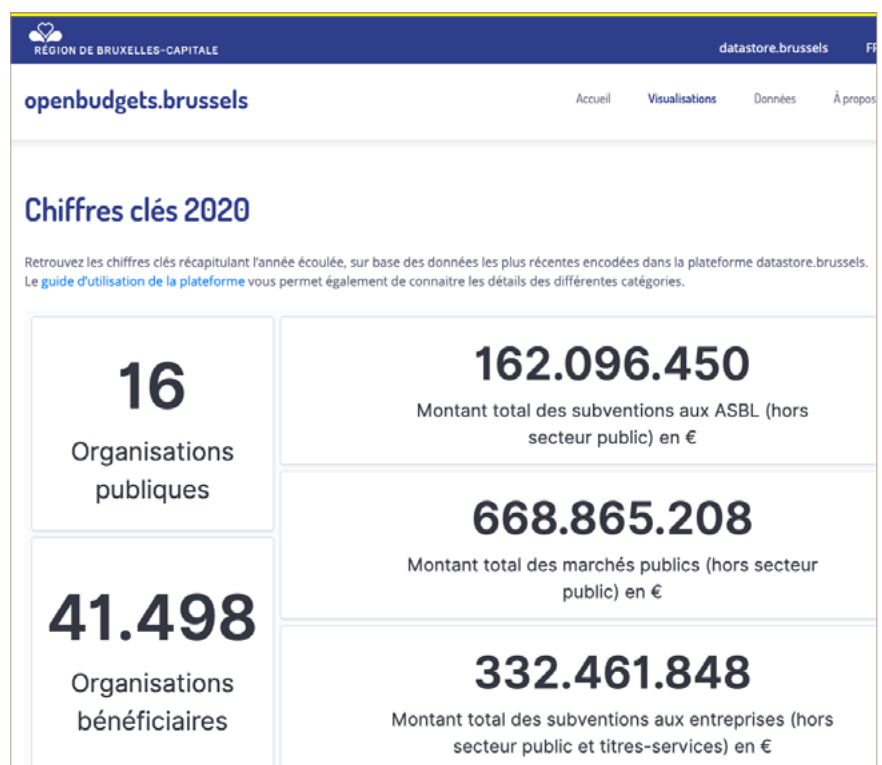 RÉGION DE BRUXELLES-CAPITALE
datastore.brussels
openbudgets.brussels
Accueil
Visualisations
Données
À propos
Chiffres clés 2020
Retrouvez les chiffres clés récapitulant l'année écoulée, sur base des données les plus récentes encodées dans la plateforme datastore.brussels.
Le guide d'utilisation de la plateforme vous permet également de connaitre les détails des différentes catégories.
16
Organisations
publiques
41.498
Organisations
bénéficiaires
162.096.450
Montant total des subventions aux ASBL (hors
secteur public) en €
668.865.208
Montant total des marchés publics (hors secteur
public) en €
332.461.848
Montant total des subventions aux entreprises (hors
secteur public et titres-services) en €